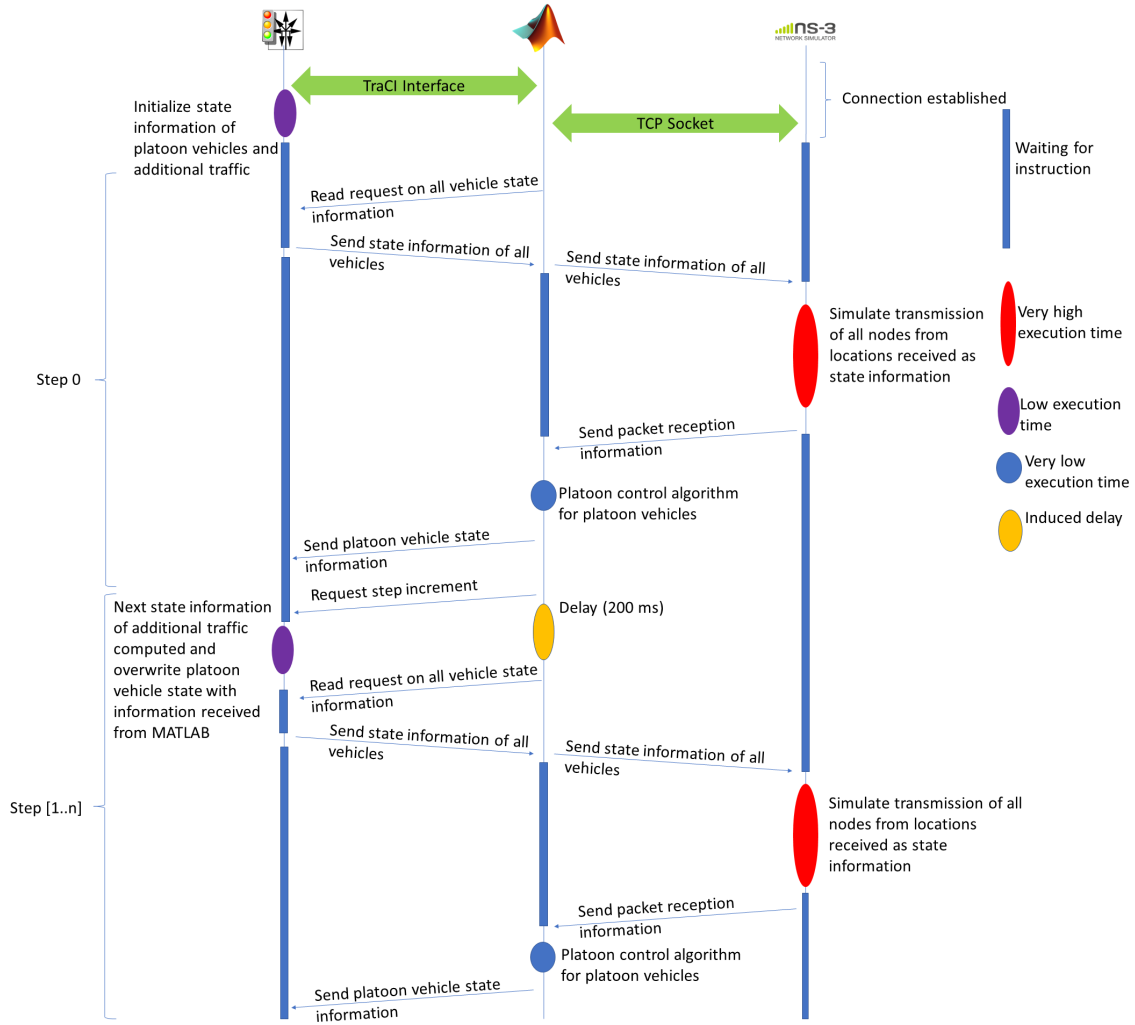 ns-3
NETWORK SIMULATOR
TraCI Interface
TCP Socket
Connection established
Initialize state
information of
platoon vehicles and
additional traffic
Waiting for
instruction
Read request on all vehicle state
information
Send state information of all
vehicles
Send state information of all
vehicles
Simulate transmission
of all nodes from
locations received as
state information
Very high
execution time
Step 0
Low execution
time
Send packet reception
information
Very low
execution time
Platoon control algorithm
for platoon vehicles
Induced delay
Send platoon vehicle state
information
Request step increment
Delay (200 ms)
Next state information
of additional traffic
computed and
overwrite platoon
vehicle state with
information received
from MATLAB
Read request on all vehicle state
information
Send state information of all
vehicles
Send state information of all
vehicles
Step [1..n]
Simulate transmission of all
nodes from locations
received as state
information
Send packet reception
information
Platoon control algorithm
for platoon vehicles
Send platoon vehicle state
information